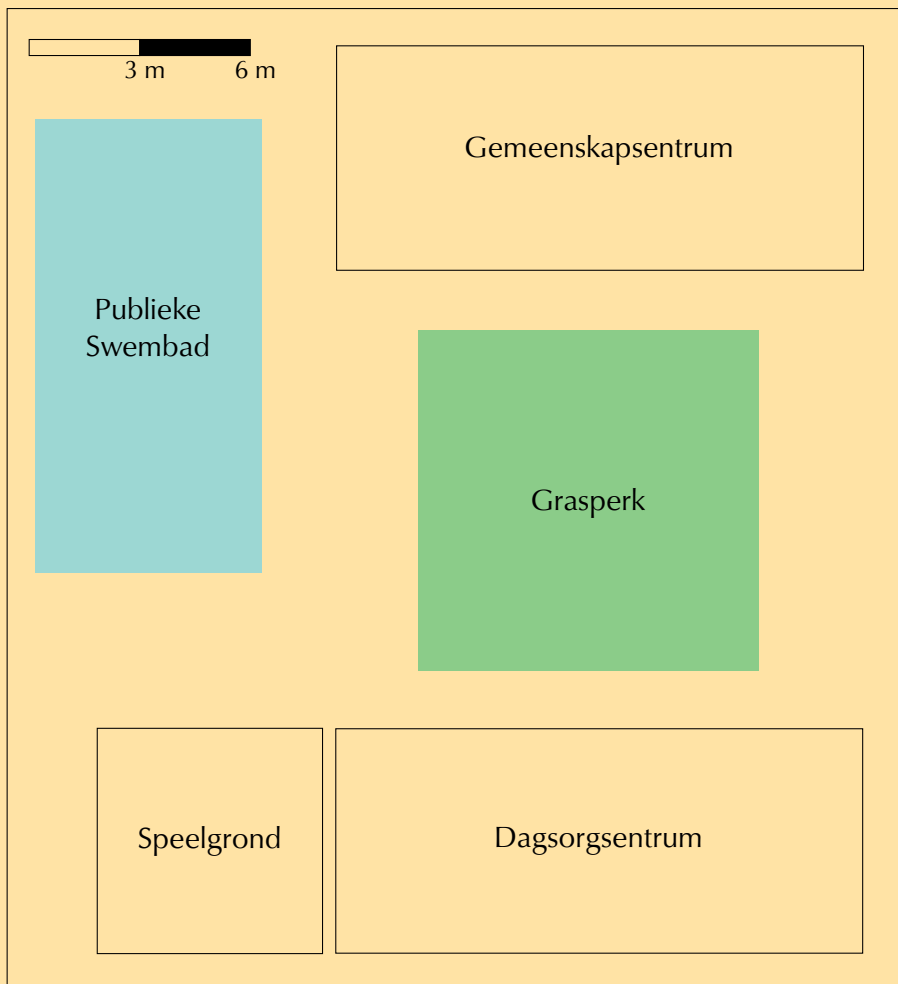 3 m 6 m
Gemeenskapsentrum
Publieke
Swembad
Grasperk
Speelgrond
Dagsorgsentrum